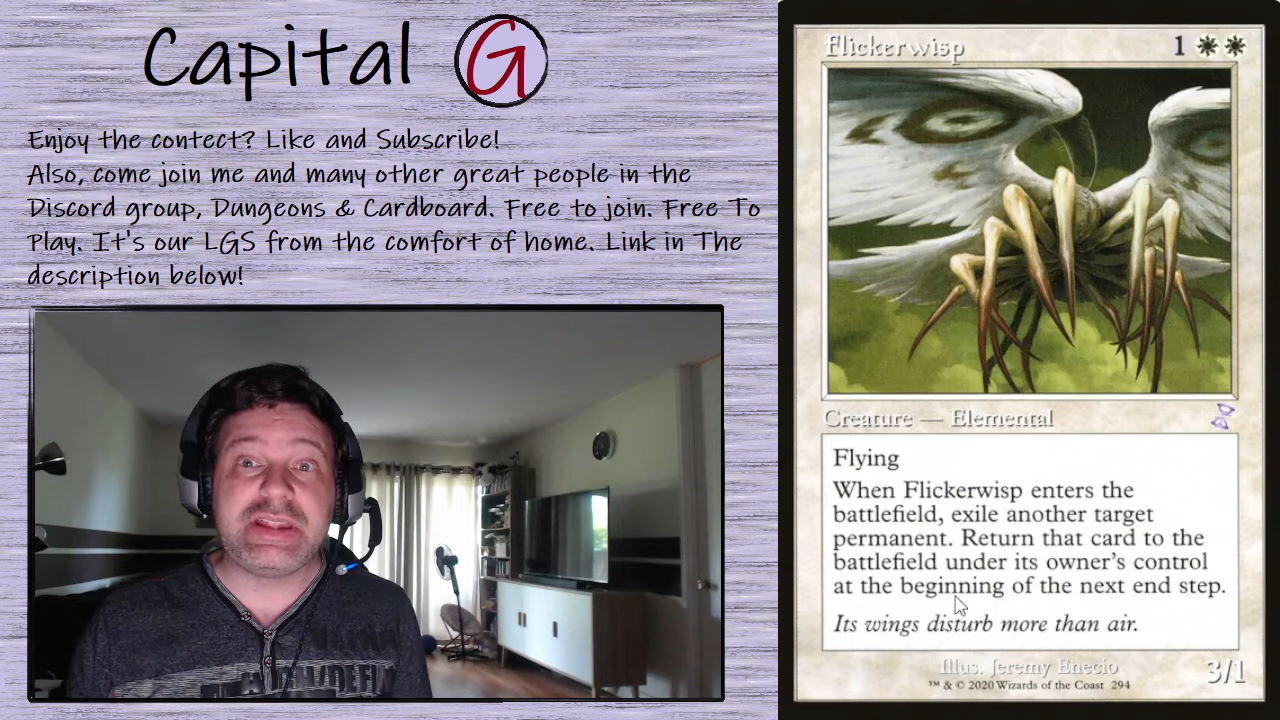 Capital G
Enjoy the contect? Like and Subscribe!
Also, come join me and many other great people in the
Discord group, Dungeons & Cardboard. Free to join. Free To
Play. It's our LGS from the comfort of home. Link in The
description below!
Flickerwisp 1
Creature — Elemental
Flying
When Flickerwisp enters the
battlefield, exile another target
permanent. Return that card to the
battlefield under its owner's control
at the beginning of the next end step.
Its wings disturb more than air.
Illus. Jeremy Enecio
3/1
™ & © 2020 Wizards of the Coast 294